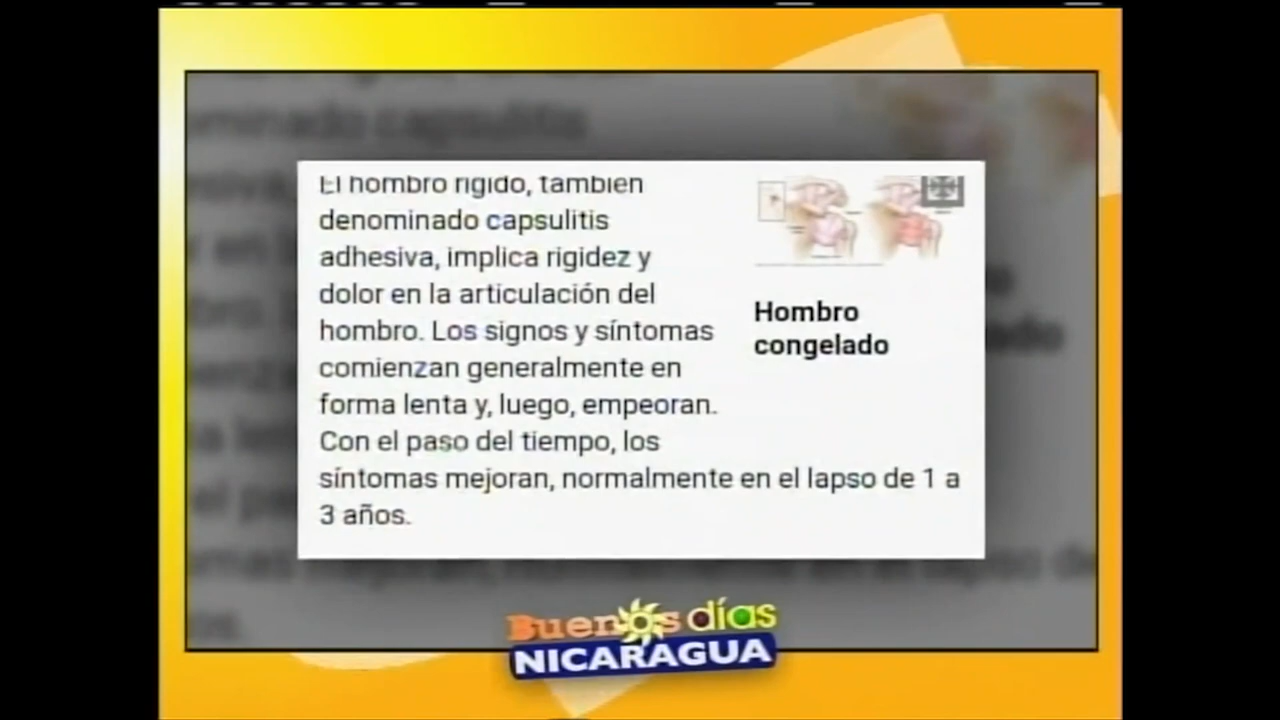 El hombro rígido, también
denominado capsulitis
adhesiva, implica rigidez y
dolor en la articulación del
hombro. Los signos y síntomas
comienzan generalmente en
forma lenta y, luego, empeoran.
Con el paso del tiempo, los
síntomas mejoran, normalmente en el lapso de 1 a
3 años.
Hombro
congelado
Buenos días
NICARAGUA